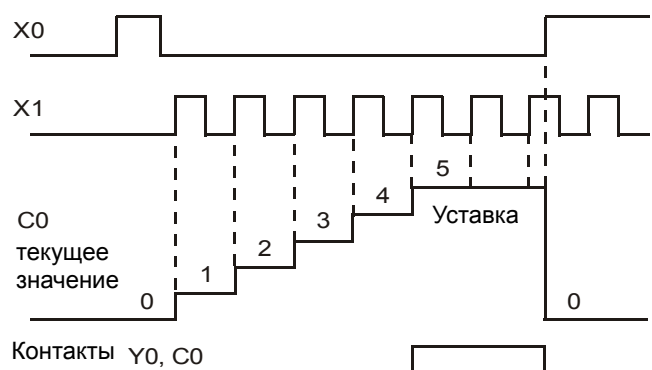 X0
X1
5
4
Уставка
3
C0
2
текущее
1
значение
0
0
Контакты Y0, C0